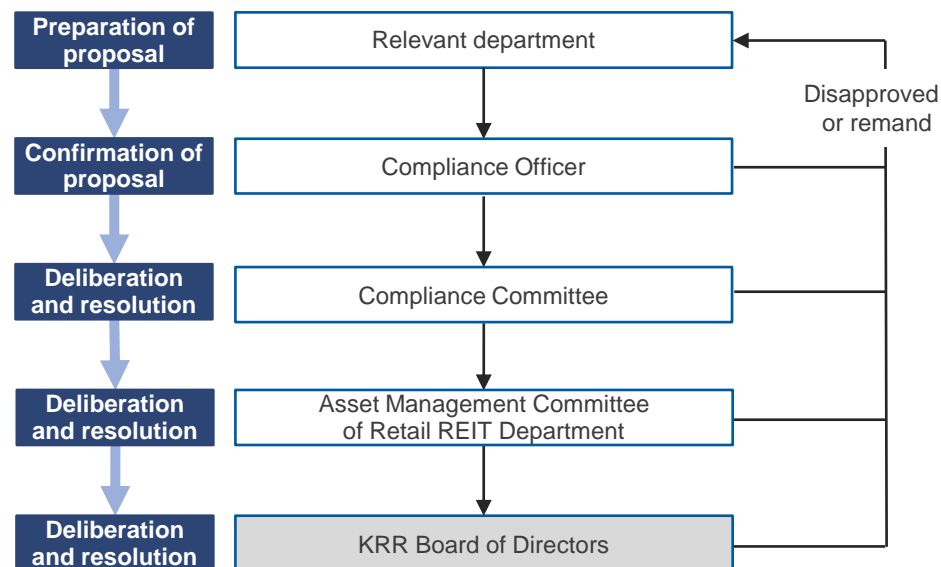 Preparation of
proposal
Relevant department
Disapproved
or remand
Confirmation of
proposal
Compliance Officer
Deliberation
and resolution
Compliance Committee
Deliberation
and resolution
Asset Management Committee
of Retail REIT Department
Deliberation
and resolution
KRR Board of Directors